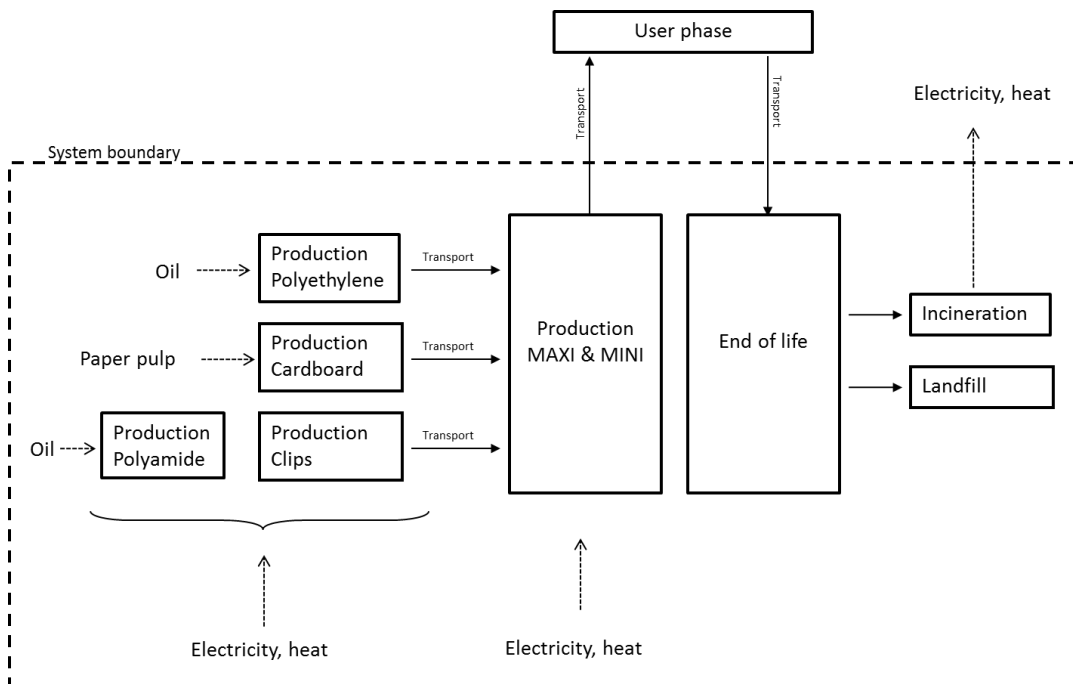 User phase
Transport
Transport
Electricity, heat
System boundary
Oil
Production
Polyethylene
Transport
Paper pulp
Production
Cardboard
Transport
Oil
Production
Polyamide
Production
Clips
Transport
Production
MAXI & MINI
End of life
Incineration
Landfill
Electricity, heat
Electricity, heat